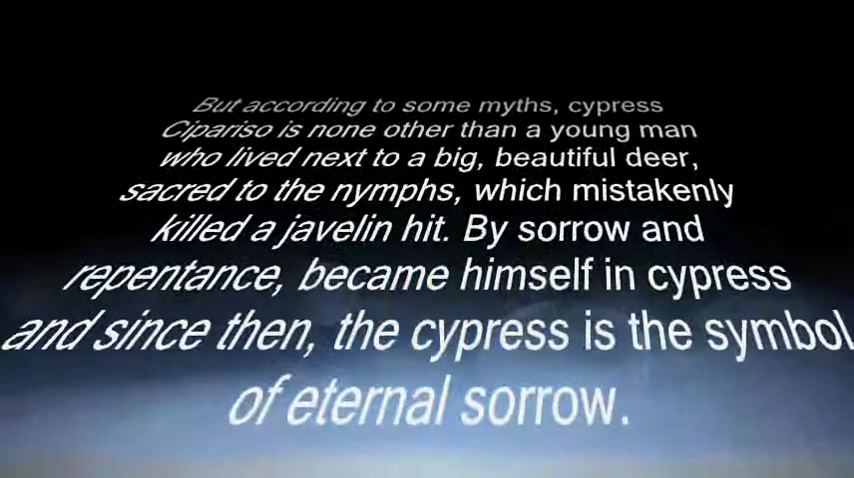 But according to some myths, cypress
Cipariso is none other than a young man
who lived next to a big, beautiful deer,
sacred to the nymphs, which mistakenly
killed a javelin hit. By sorrow and
repentance, became himself in cypress
and since then, the cypress is the symbol
of eternal sorrow.